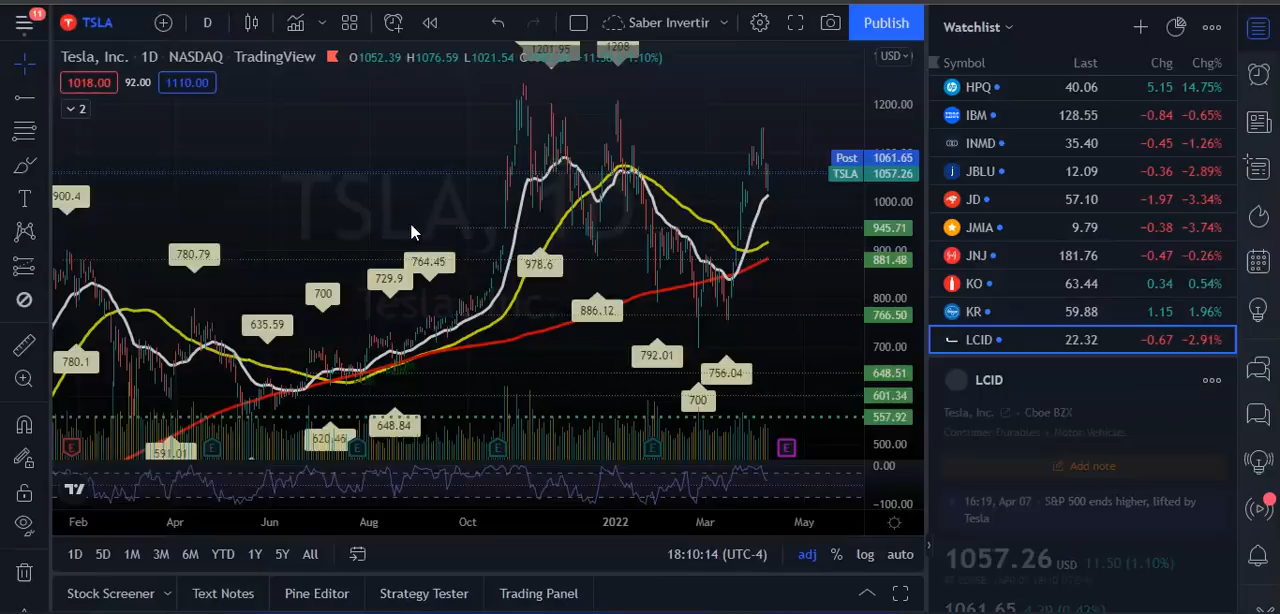 11
TSLA
D
Saber Invertir
Publish
Tesla, Inc. · 1D · NASDAQ TradingView
O1052.39 H1076.59 L1021.54
1018.00 92.00 1110.00
2
USD
TSLA, 1D
Tesla, Inc.
1201.95
1208
900.4
780.79
780.1
635.59
700
729.9
764.45
978.6
886.12
792.01
756.04
700
591.01
620.46
648.84
1200.00
Post 1061.65
TSLA 1057.26
1000.00
945.71
900.00
881.48
800.00
766.50
700.00
648.51
601.34
557.92
500.00
0.00
−100.00
Feb Apr Jun Aug Oct 2022 Mar May
1D 5D 1M 3M 6M YTD 1Y 5Y All
18:10:14 (UTC-4) adj % log auto
Stock Screener Text Notes Pine Editor Strategy Tester Trading Panel
Watchlist
Symbol Last Chg Chg%
HPQ 40.06 5.15 14.75%
IBM 128.55 −0.84 −0.65%
INMD 35.40 −0.45 −1.26%
JBLU 12.09 −0.36 −2.89%
JD 57.10 −1.97 −3.34%
JMIA 9.79 −0.38 −3.74%
JNJ 181.76 −0.47 −0.26%
KO 63.44 0.34 0.54%
KR 59.88 1.15 1.96%
LCID 22.32 −0.67 −2.91%
LCID
Tesla, Inc. · Cboe BZX
Consumer Durables · Motor Vehicles
Add note
16:19, Apr 07 · S&P 500 ends higher, lifted by
Tesla
1057.26 USD 11.50 (1.10%)
1061.65